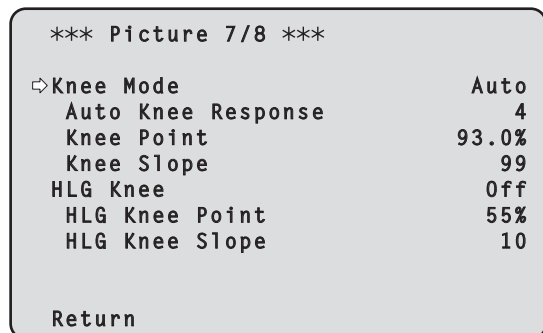 *** Picture 7/8 ***
⇨Knee Mode Auto
Auto Knee Response 4
Knee Point 93.0%
Knee Slope 99
HLG Knee Off
HLG Knee Point 55%
HLG Knee Slope 10
Return